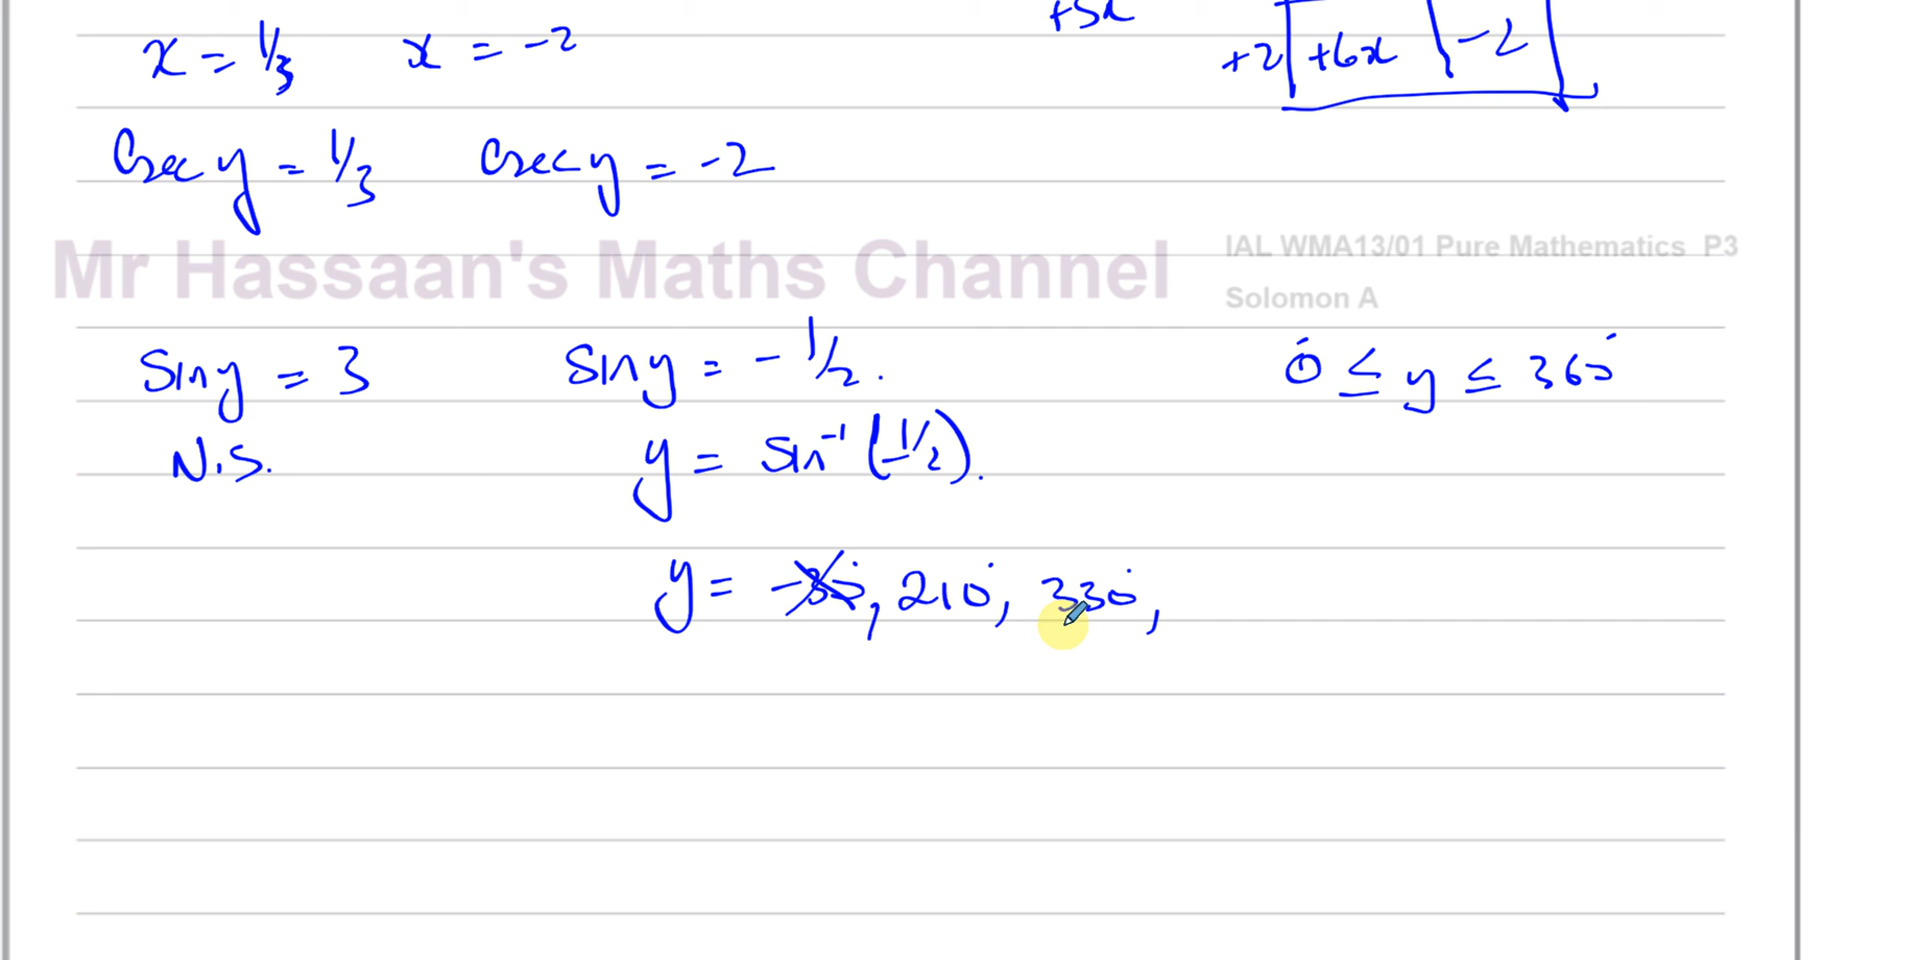 +5x
x = 1/3 x = -2 +2 +6x -2
Cosec y = 1/3 Cosec y = -2
Mr Hassaan's Maths Channel
IAL WMA13/01 Pure Mathematics P3
Solomon A
Sin y = 3 Sin y = - 1/2. 0° ≤ y ≤ 360°
N.S. y = sin⁻¹ (-1/2).
y = -30°, 210°, 330°,